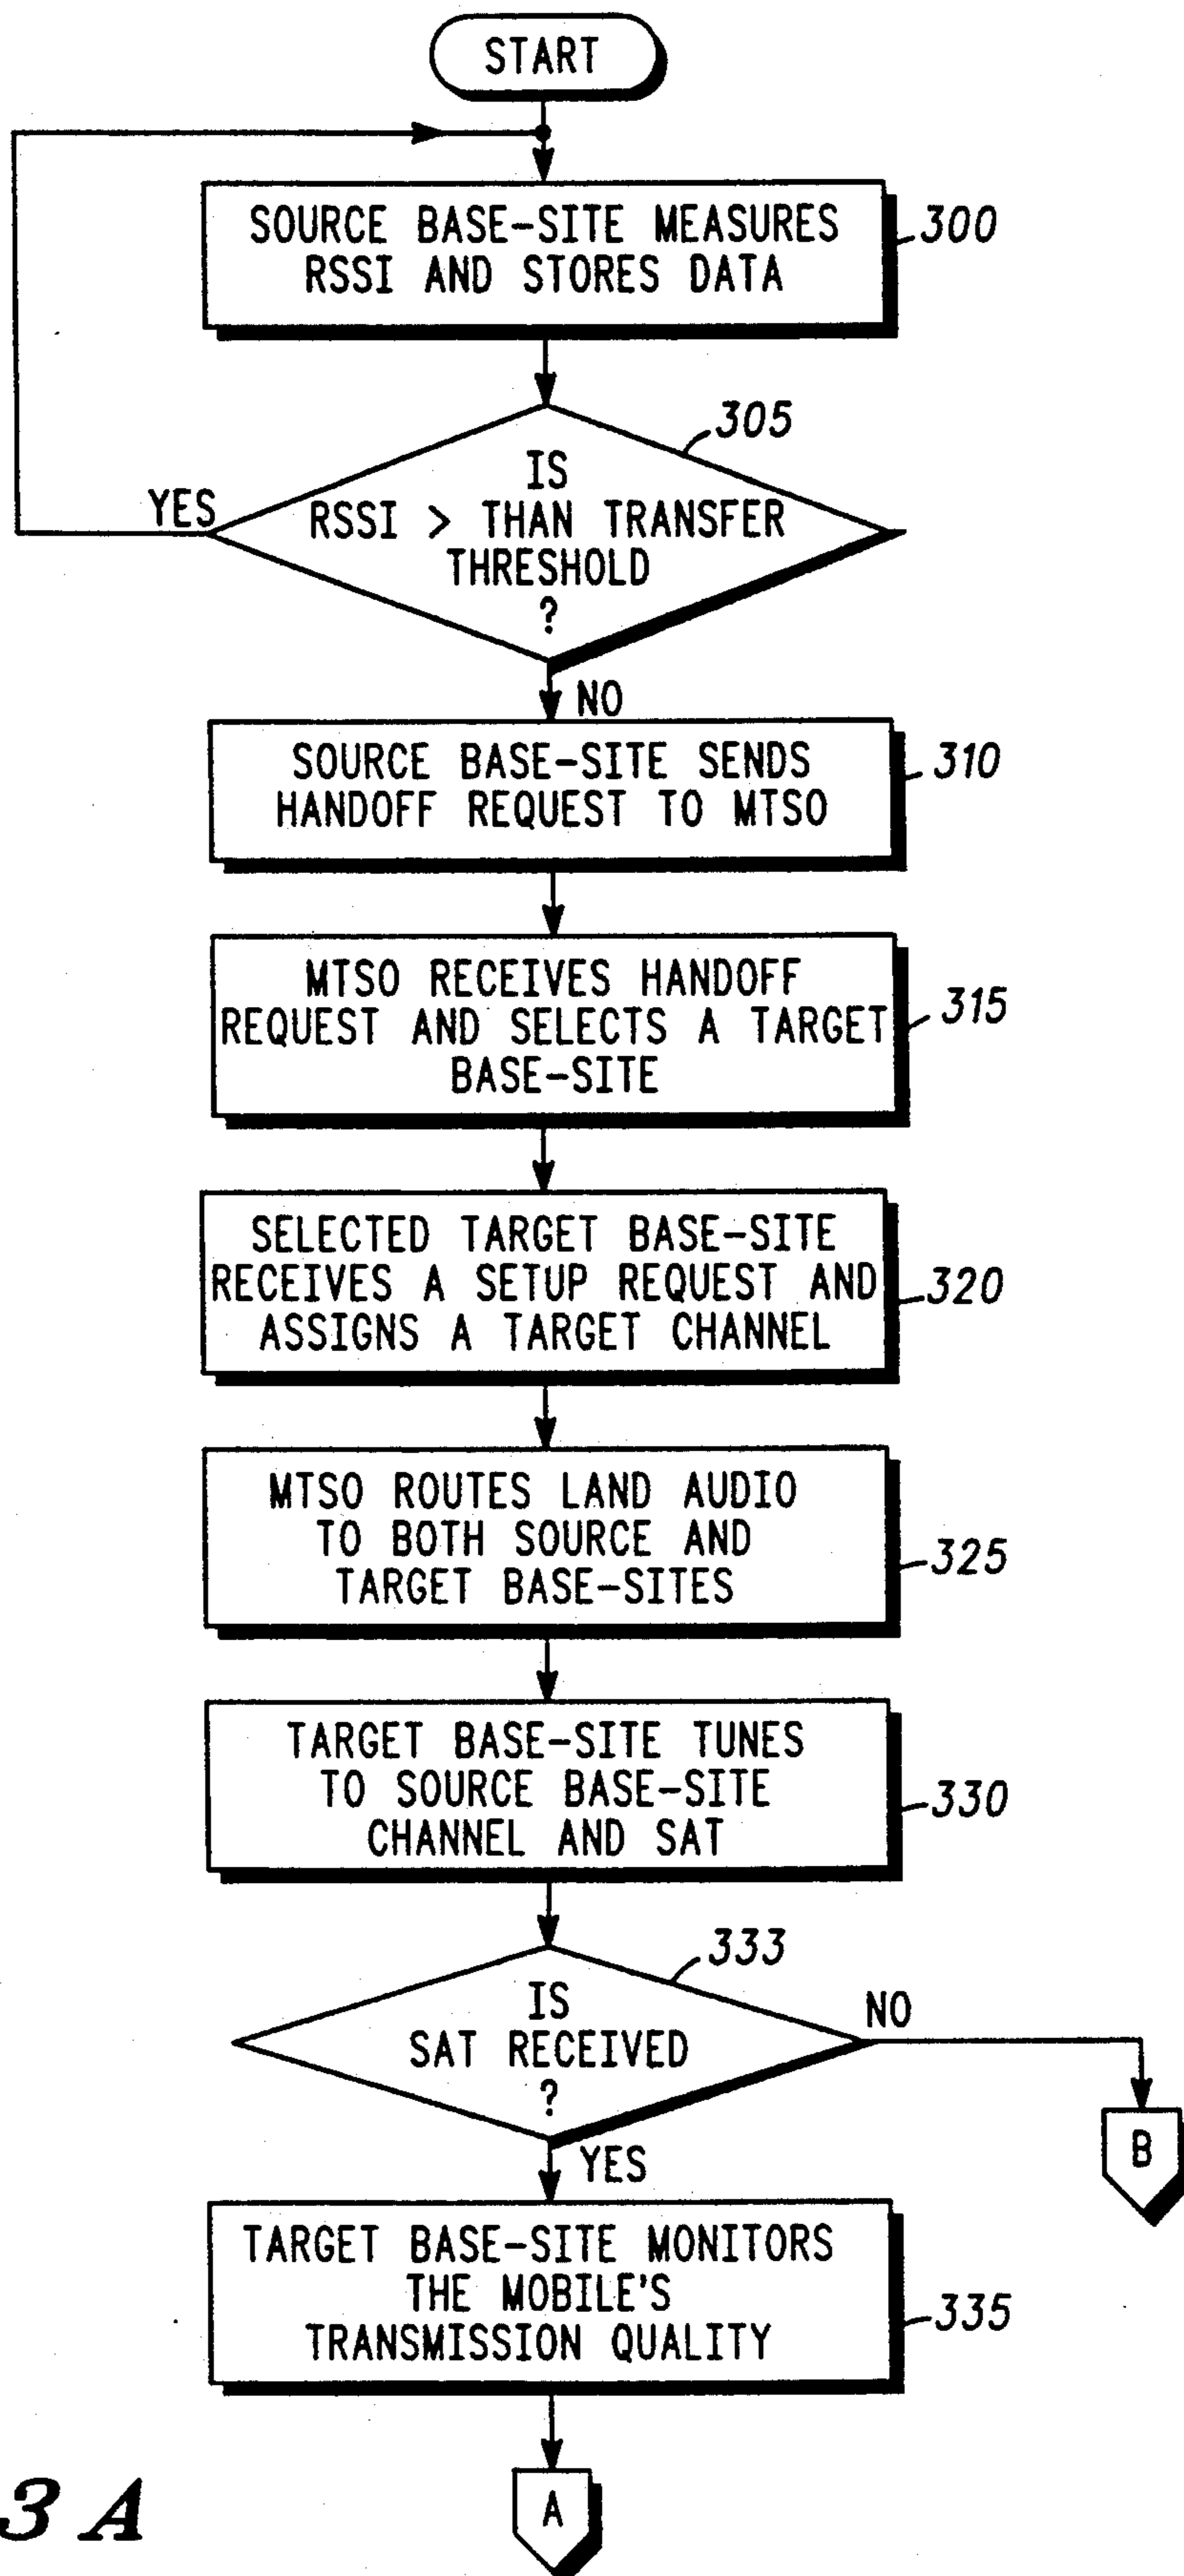 START
SOURCE BASE-SITE MEASURES
RSSI AND STORES DATA
300
305
IS
RSSI > THAN TRANSFER
THRESHOLD
?
YES
NO
SOURCE BASE-SITE SENDS
HANDOFF REQUEST TO MTSO
310
MTSO RECEIVES HANDOFF
REQUEST AND SELECTS A TARGET
BASE-SITE
315
SELECTED TARGET BASE-SITE
RECEIVES A SETUP REQUEST AND
ASSIGNS A TARGET CHANNEL
320
MTSO ROUTES LAND AUDIO
TO BOTH SOURCE AND
TARGET BASE-SITES
325
TARGET BASE-SITE TUNES
TO SOURCE BASE-SITE
CHANNEL AND SAT
330
333
IS
SAT RECEIVED
?
NO
B
YES
TARGET BASE-SITE MONITORS
THE MOBILE'S
TRANSMISSION QUALITY
335
A
3 A